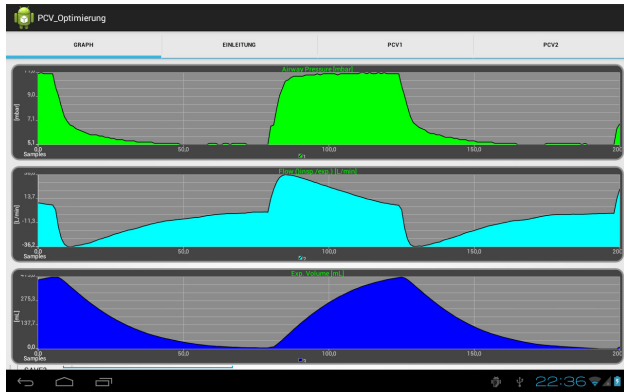 PCV_Optimierung
GRAPH EINLEITUNG PCV1 PCV2
Airway Pressure [mbar]
11,0
9,0
[mbar]
7,1
5,1
0,0 50,0 100,0 150,0 200
Samples
Flow (insp./exp.) [L/min]
13,7
[L/min]
-11,3
-36,2
0,0 50,0 100,0 150,0 200
Samples
Exp. Volume [mL]
275,3
[mL]
137,7
0,0
0,0 50,0 100,0 150,0 200
Samples
22:36